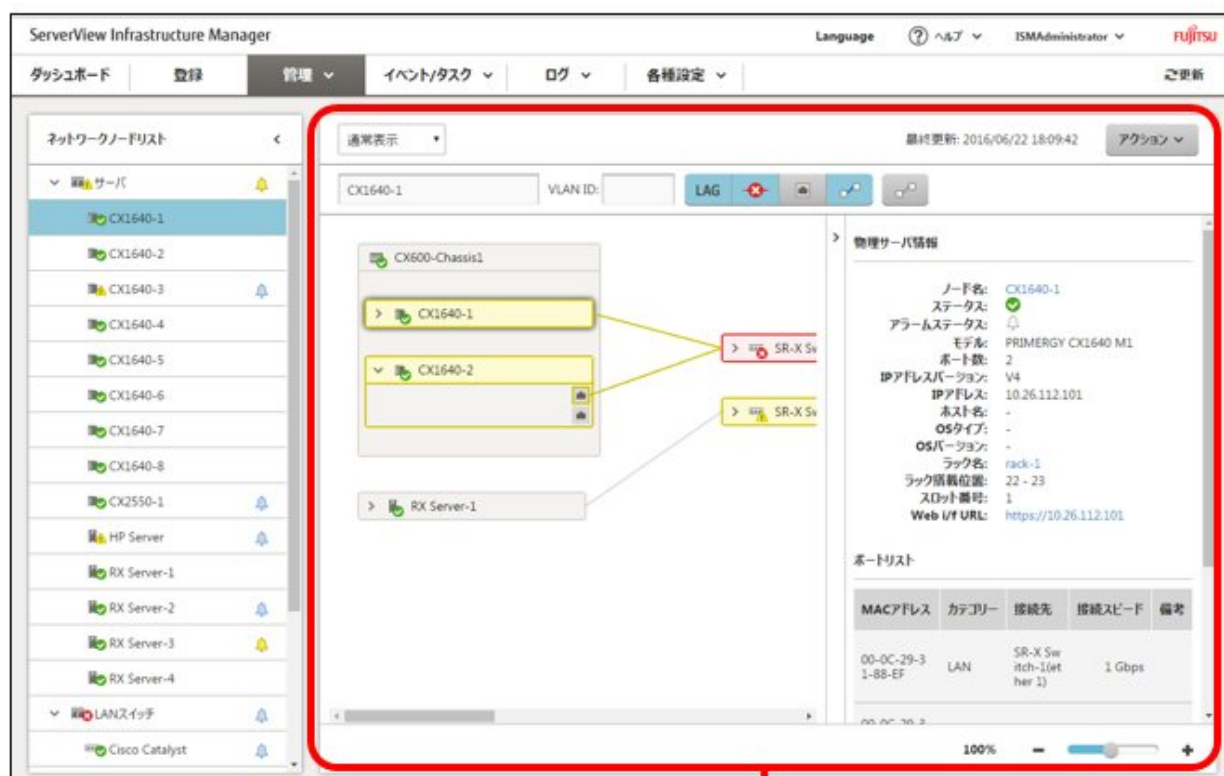 ServerView Infrastructure Manager
Language
ヘルプ
ISMAdministrator
FUJITSU
ダッシュボード
登録
管理
イベント/タスク
ログ
各種設定
更新
ネットワークノードリスト
サーバ
CX1640-1
CX1640-2
CX1640-3
CX1640-4
CX1640-5
CX1640-6
CX1640-7
CX1640-8
CX2550-1
HP Server
RX Server-1
RX Server-2
RX Server-3
RX Server-4
LANスイッチ
Cisco Catalyst
通常表示
最終更新: 2016/06/22 18:09:42
アクション
CX1640-1
VLAN ID:
LAG
CX600-Chassis1
CX1640-1
CX1640-2
SR-X Sw
SR-X Sw
RX Server-1
物理サーバ情報
ノード名: CX1640-1
ステータス:
アラームステータス:
モデル: PRIMERGY CX1640 M1
ポート数: 2
IPアドレスバージョン: V4
IPアドレス: 10.26.112.101
ホスト名: -
OSタイプ: -
OSバージョン: -
ラック名: rack-1
ラック搭載位置: 22 - 23
スロット番号: 1
Web i/f URL: https://10.26.112.101
ポートリスト
MACアドレス カテゴリー 接続先 接続スピード 備考
00-0C-29-3
1-88-EF
LAN
SR-X Sw
itch-1(et
her 1)
1 Gbps
00-0C-29-3
100%